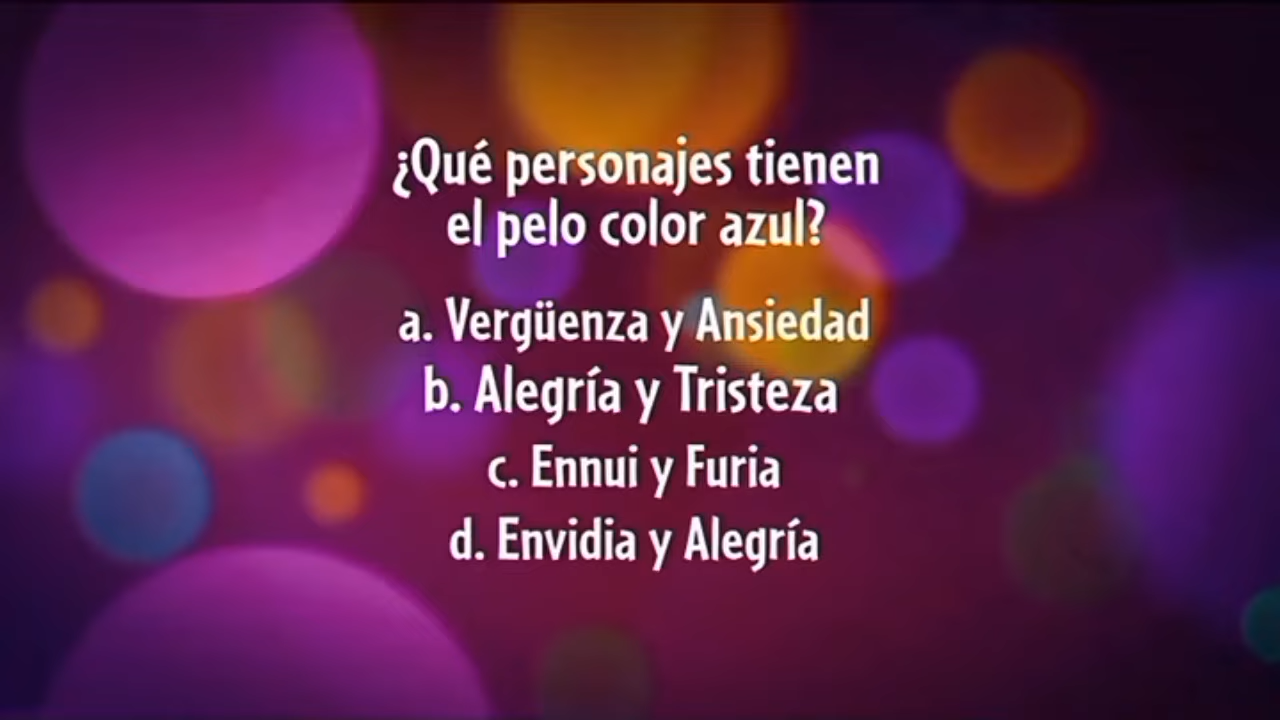 ¿Qué personajes tienen
el pelo color azul?
a. Vergüenza y Ansiedad
b. Alegría y Tristeza
c. Ennui y Furia
d. Envidia y Alegría